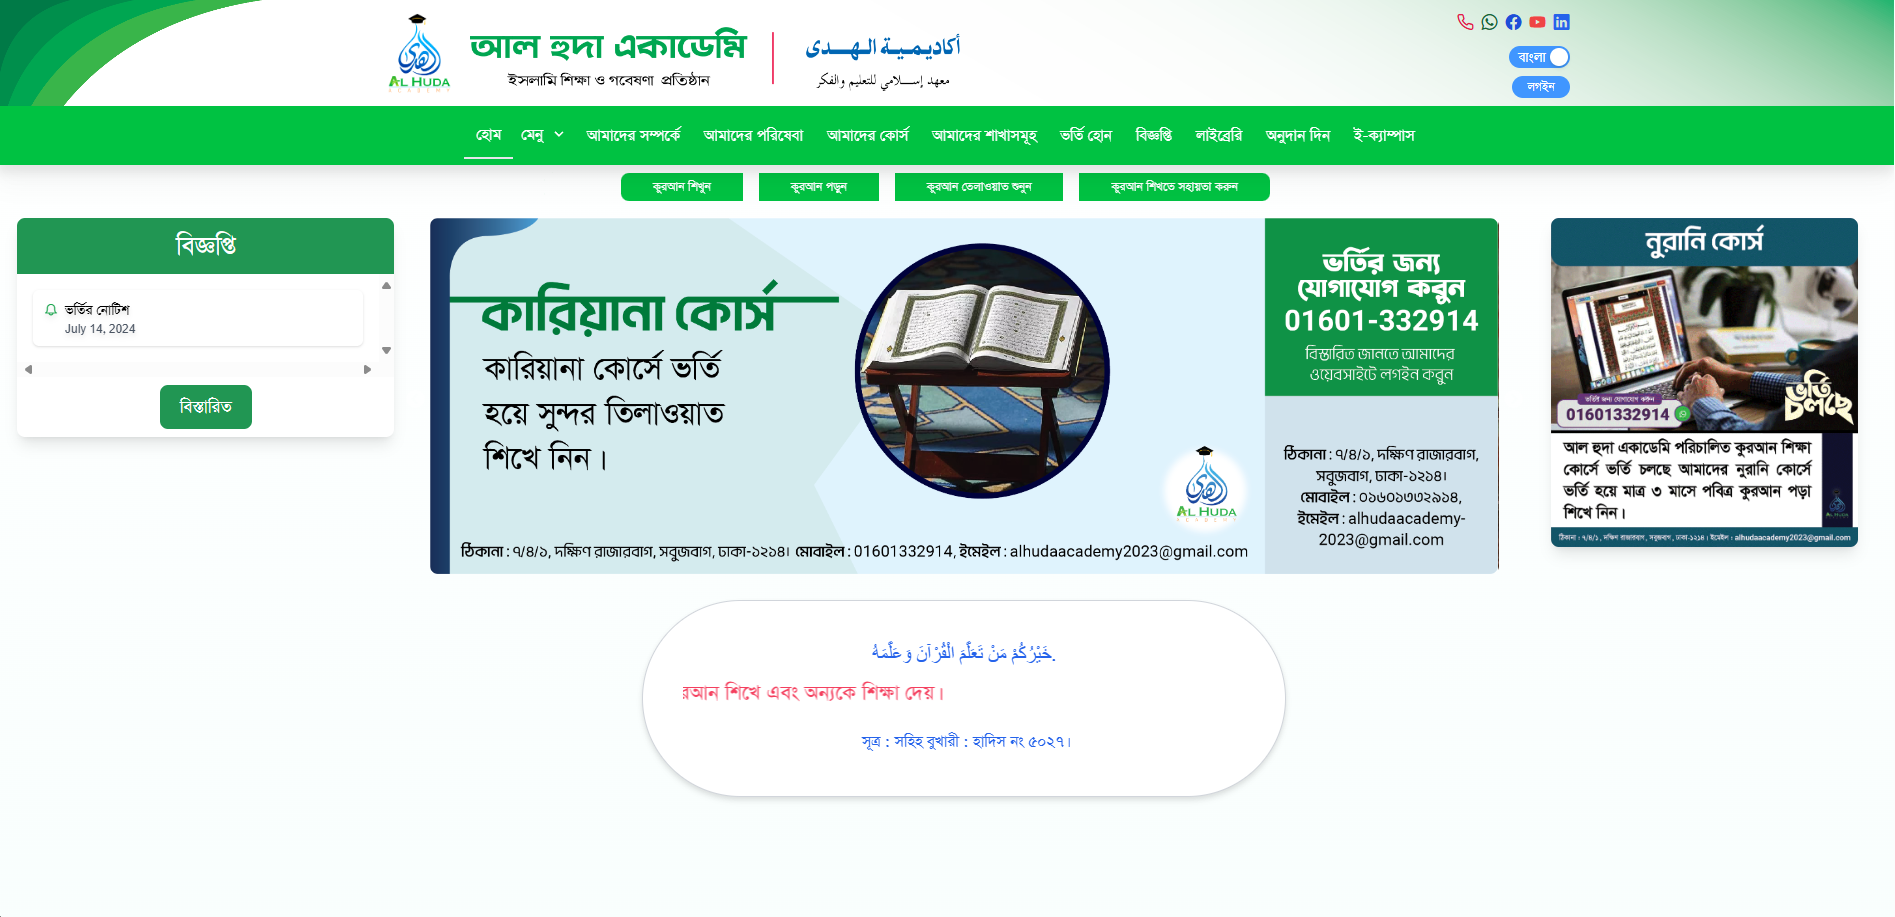 AL HUDA
ACADEMY
আল হুদা একাডেমি
ইসলামি শিক্ষা ও গবেষণা প্রতিষ্ঠান
أكاديمية الهدى
معهد إسلامي للتعليم والفكر
বাংলা
লগইন
হোম মেনু আমাদের সম্পর্কে আমাদের পরিষেবা আমাদের কোর্স আমাদের শাখাসমূহ ভর্তি হোন বিজ্ঞপ্তি লাইব্রেরি অনুদান দিন ই-ক্যাম্পাস
কুরআন শিখুন কুরআন পড়ুন কুরআন তেলাওয়াত শুনুন কুরআন শিখতে সহায়তা করুন
বিজ্ঞপ্তি
ভর্তির নোটিশ
July 14, 2024
বিস্তারিত
কারিয়ানা কোর্স
কারিয়ানা কোর্সে ভর্তি
হয়ে সুন্দর তিলাওয়াত
শিখে নিন।
AL HUDA
ACADEMY
ঠিকানা : ৭/৪/১, দক্ষিণ রাজারবাগ, সবুজবাগ, ঢাকা-১২১৪। মোবাইল : 01601332914, ইমেইল : alhudaacademy2023@gmail.com
ভর্তির জন্য
যোগাযোগ করুন
01601-332914
বিস্তারিত জানতে আমাদের
ওয়েবসাইটে লগইন করুন
ঠিকানা : ৭/৪/১, দক্ষিণ রাজারবাগ,
সবুজবাগ, ঢাকা-১২১৪।
মোবাইল : ০১৬০১৩৩২৯১৪,
ইমেইল : alhudaacademy-
2023@gmail.com
নুরানি কোর্স
ভর্তির জন্য যোগাযোগ করুন
01601332914
ভর্তি
চলছে
আল হুদা একাডেমি পরিচালিত কুরআন শিক্ষা
কোর্সে ভর্তি চলছে আমাদের নুরানি কোর্সে
ভর্তি হয়ে মাত্র ৩ মাসে পবিত্র কুরআন পড়া
শিখে নিন।
AL HUDA
ঠিকানা : ৭/৪/১, দক্ষিণ রাজারবাগ, সবুজবাগ, ঢাকা-১২১৪। ইমেইল : alhudaacademy2023@gmail.com
خَيْرُكُمْ مَنْ تَعَلَّمَ الْقُرْآنَ وَعَلَّمَهُ.
রআন শিখে এবং অন্যকে শিক্ষা দেয়।
সূত্র : সহিহ বুখারী : হাদিস নং ৫০২৭।